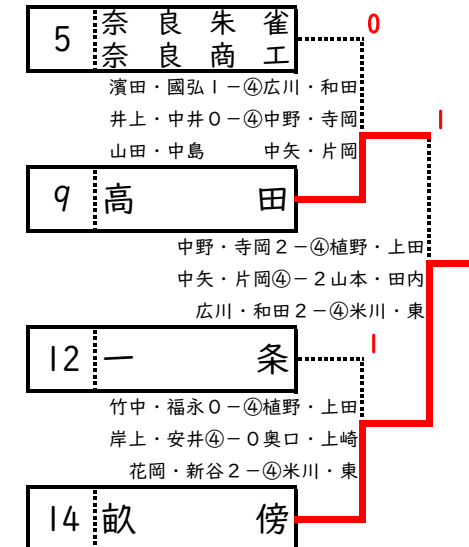 5 奈良朱雀
奈良商工
0
濱田・國弘1-④広川・和田
井上・中井0-④中野・寺岡
1
山田・中島 中矢・片岡
9 高田
中野・寺岡2-④植野・上田
中矢・片岡④-2山本・田内
広川・和田2-④米川・東
12 一条
1
竹中・福永0-④植野・上田
岸上・安井④-0奥口・上崎
花岡・新谷2-④米川・東
14 畝傍